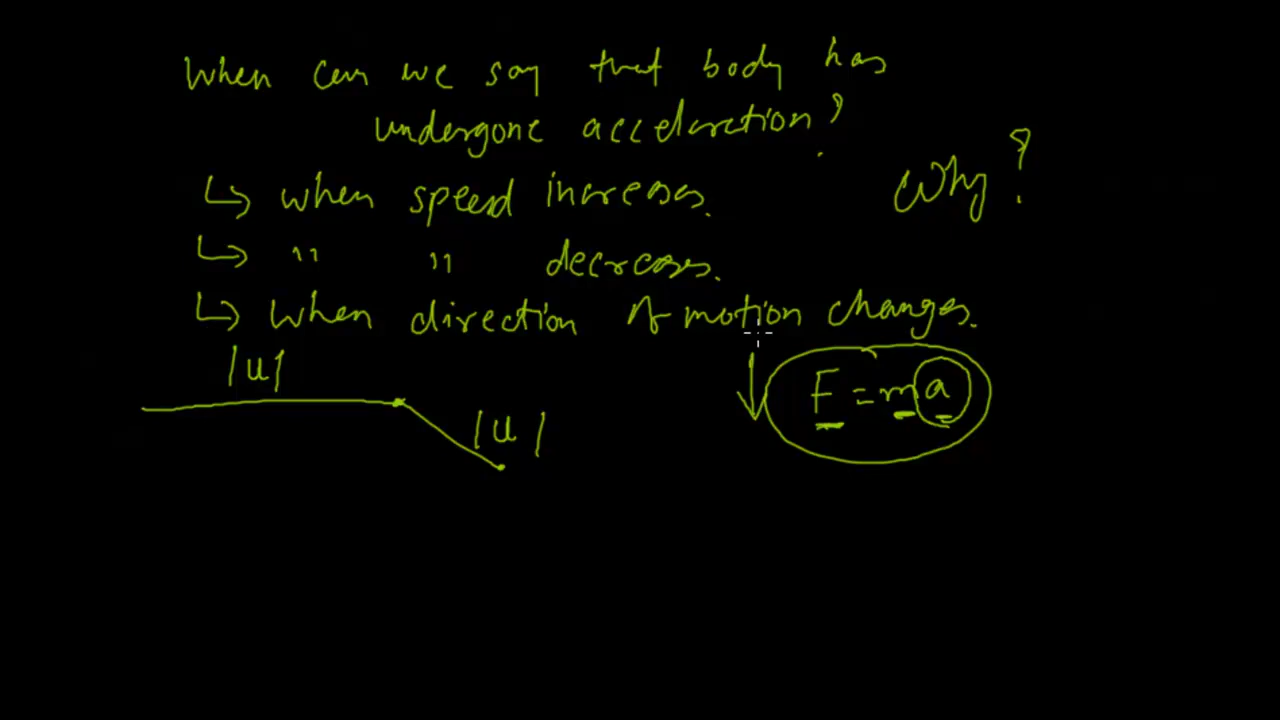 When can we say that body has
undergone acceleration?
↳ when speed increases.
Why?
↳ " " decreases.
↳ when direction of motion changes.
|u|
F = ma
|u|